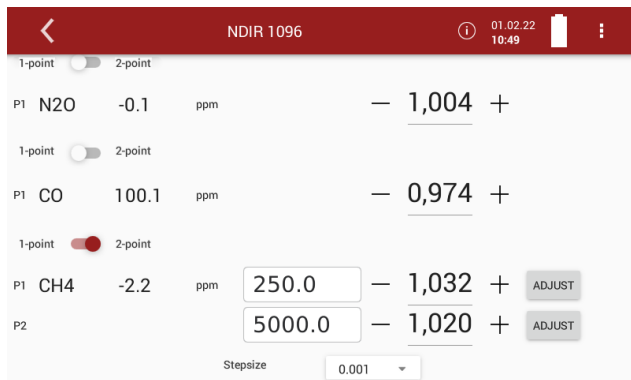 NDIR 1096 01.02.22
10:49
1-point 2-point
P1 N2O -0.1 ppm — 1,004 +
1-point 2-point
P1 CO 100.1 ppm — 0,974 +
1-point 2-point
P1 CH4 -2.2 ppm 250.0 — 1,032 + ADJUST
P2 5000.0 — 1,020 + ADJUST
Stepsize 0.001